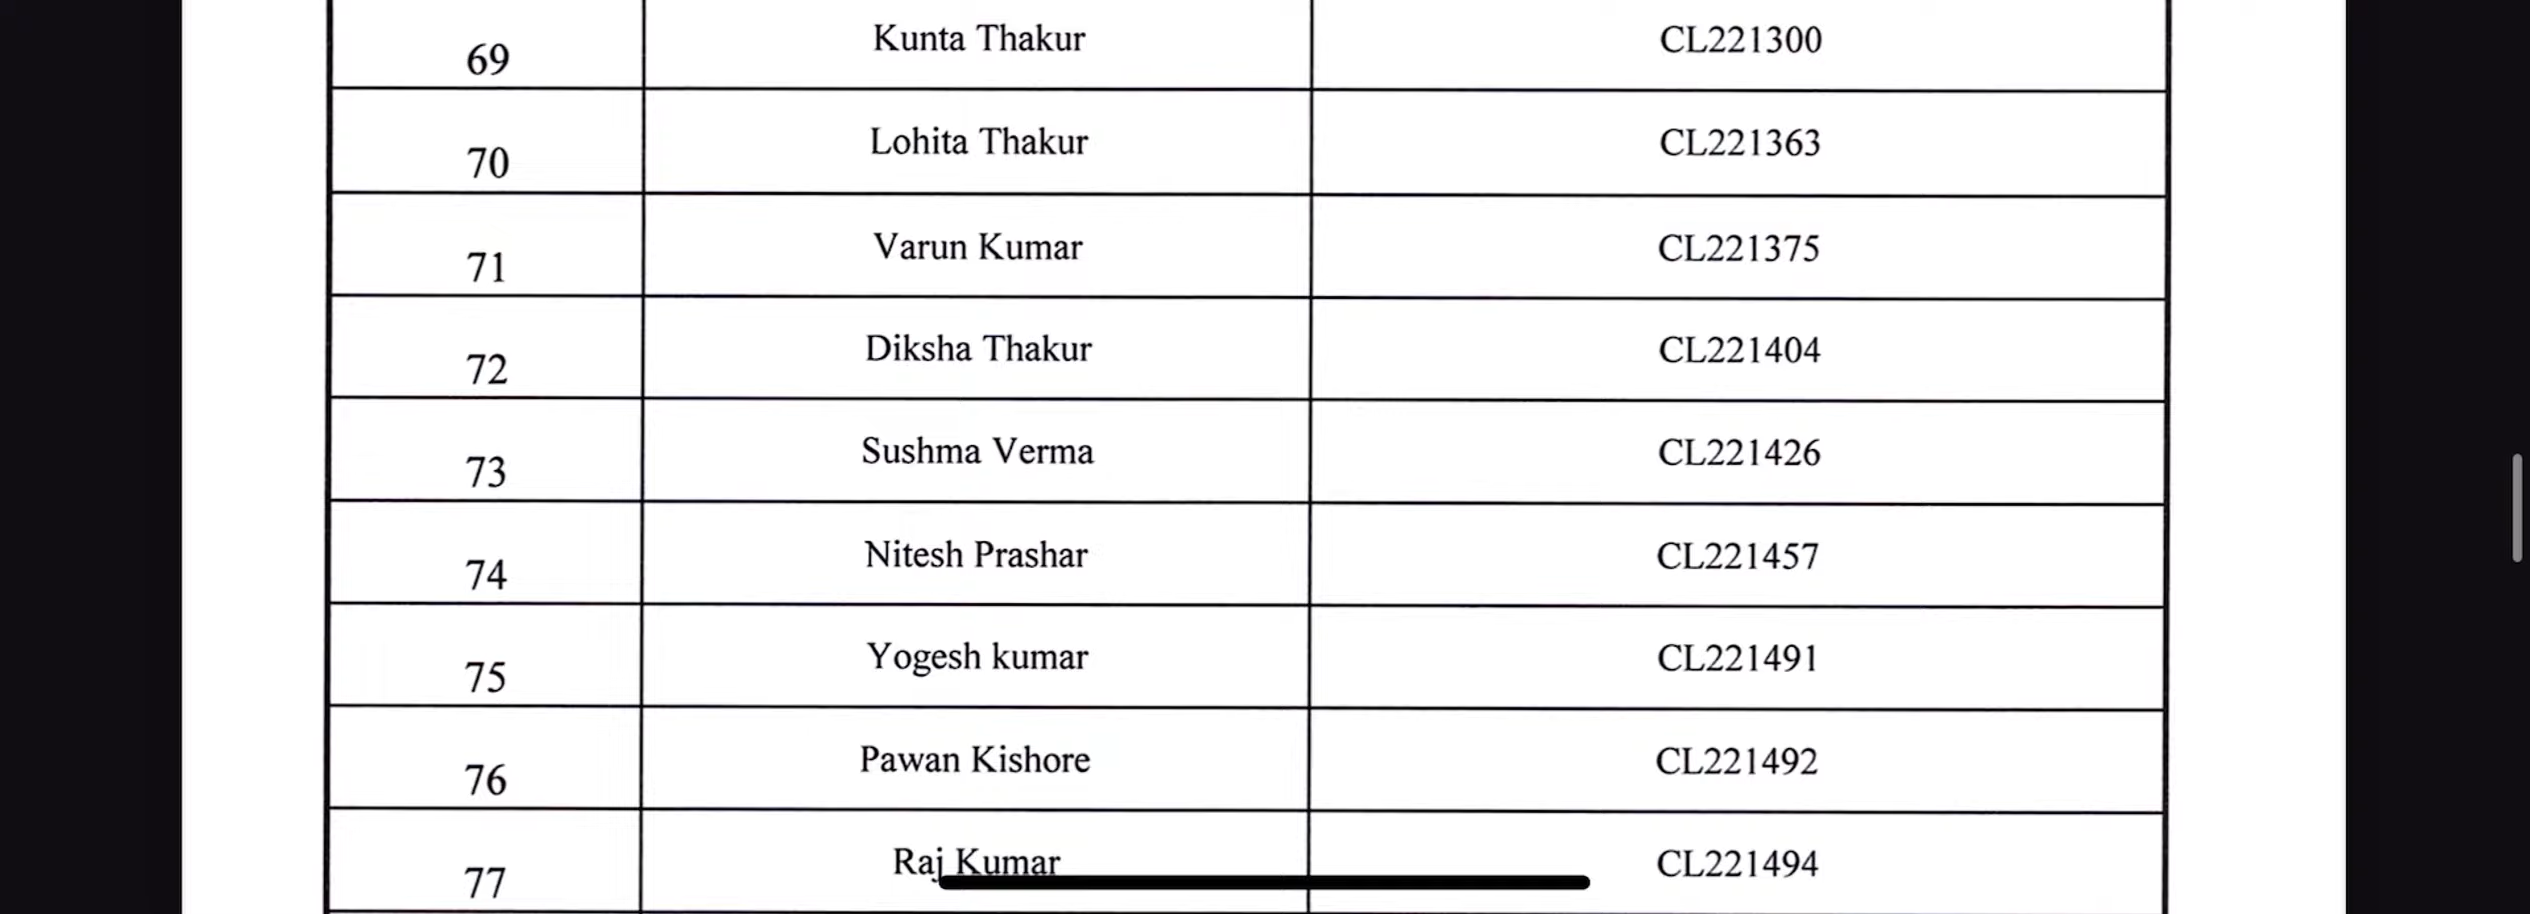 69 Kunta Thakur CL221300
70 Lohita Thakur CL221363
71 Varun Kumar CL221375
72 Diksha Thakur CL221404
73 Sushma Verma CL221426
74 Nitesh Prashar CL221457
75 Yogesh kumar CL221491
76 Pawan Kishore CL221492
77 Raj Kumar CL221494